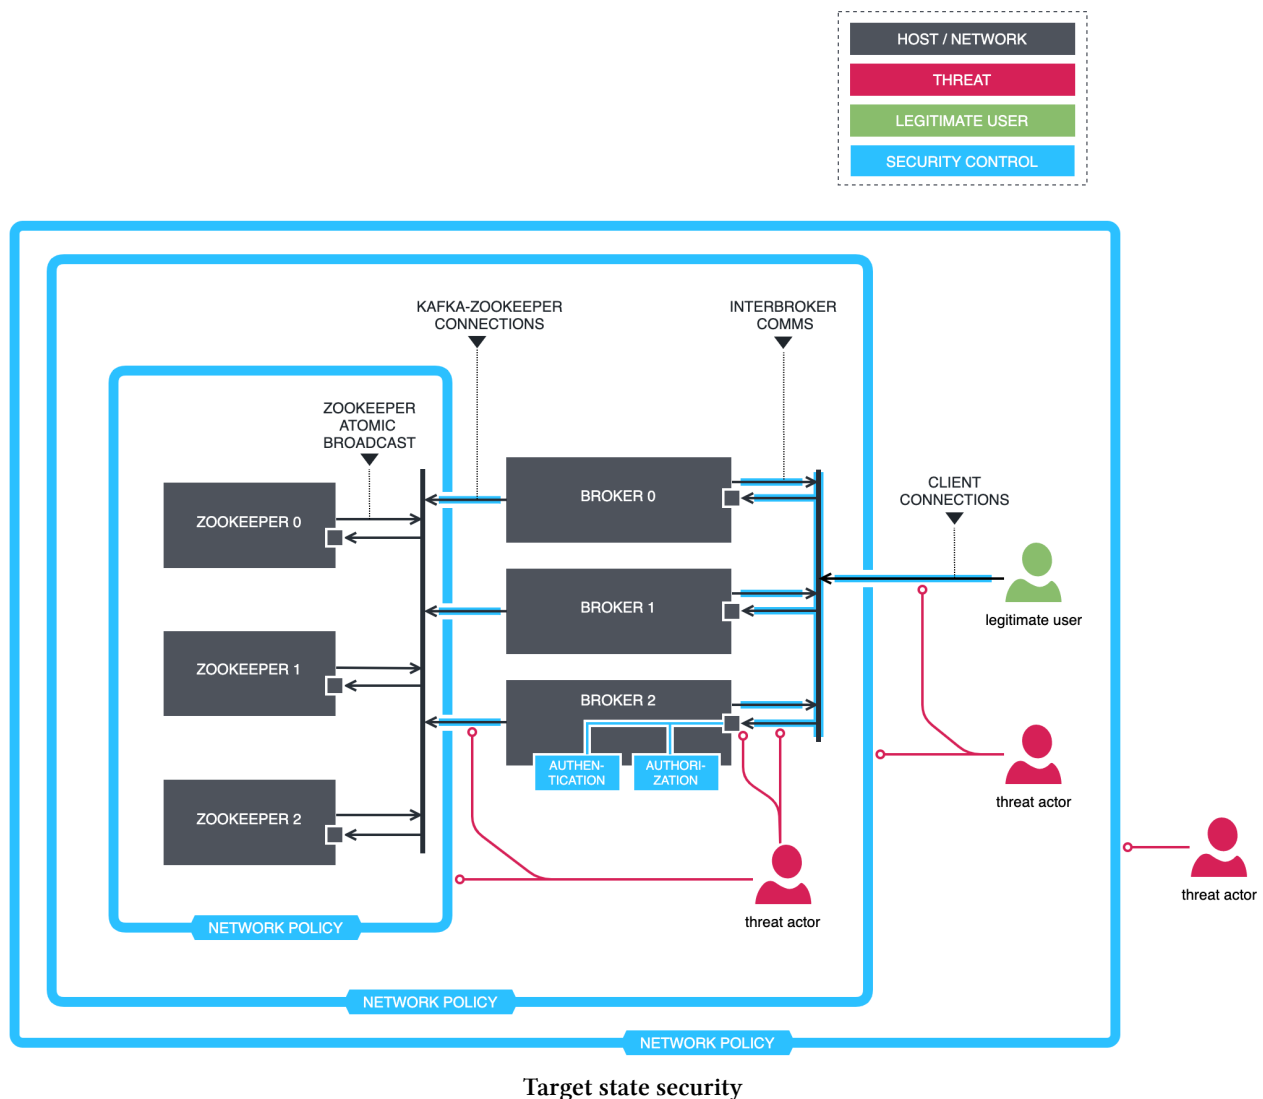 HOST / NETWORK
THREAT
LEGITIMATE USER
SECURITY CONTROL
KAFKA-ZOOKEEPER
CONNECTIONS
INTERBROKER
COMMS
ZOOKEEPER
ATOMIC
BROADCAST
CLIENT
CONNECTIONS
ZOOKEEPER 0
BROKER 0
BROKER 1
legitimate user
ZOOKEEPER 1
BROKER 2
AUTHEN-
TICATION
AUTHORI-
ZATION
threat actor
ZOOKEEPER 2
threat actor
threat actor
NETWORK POLICY
NETWORK POLICY
NETWORK POLICY
Target state security